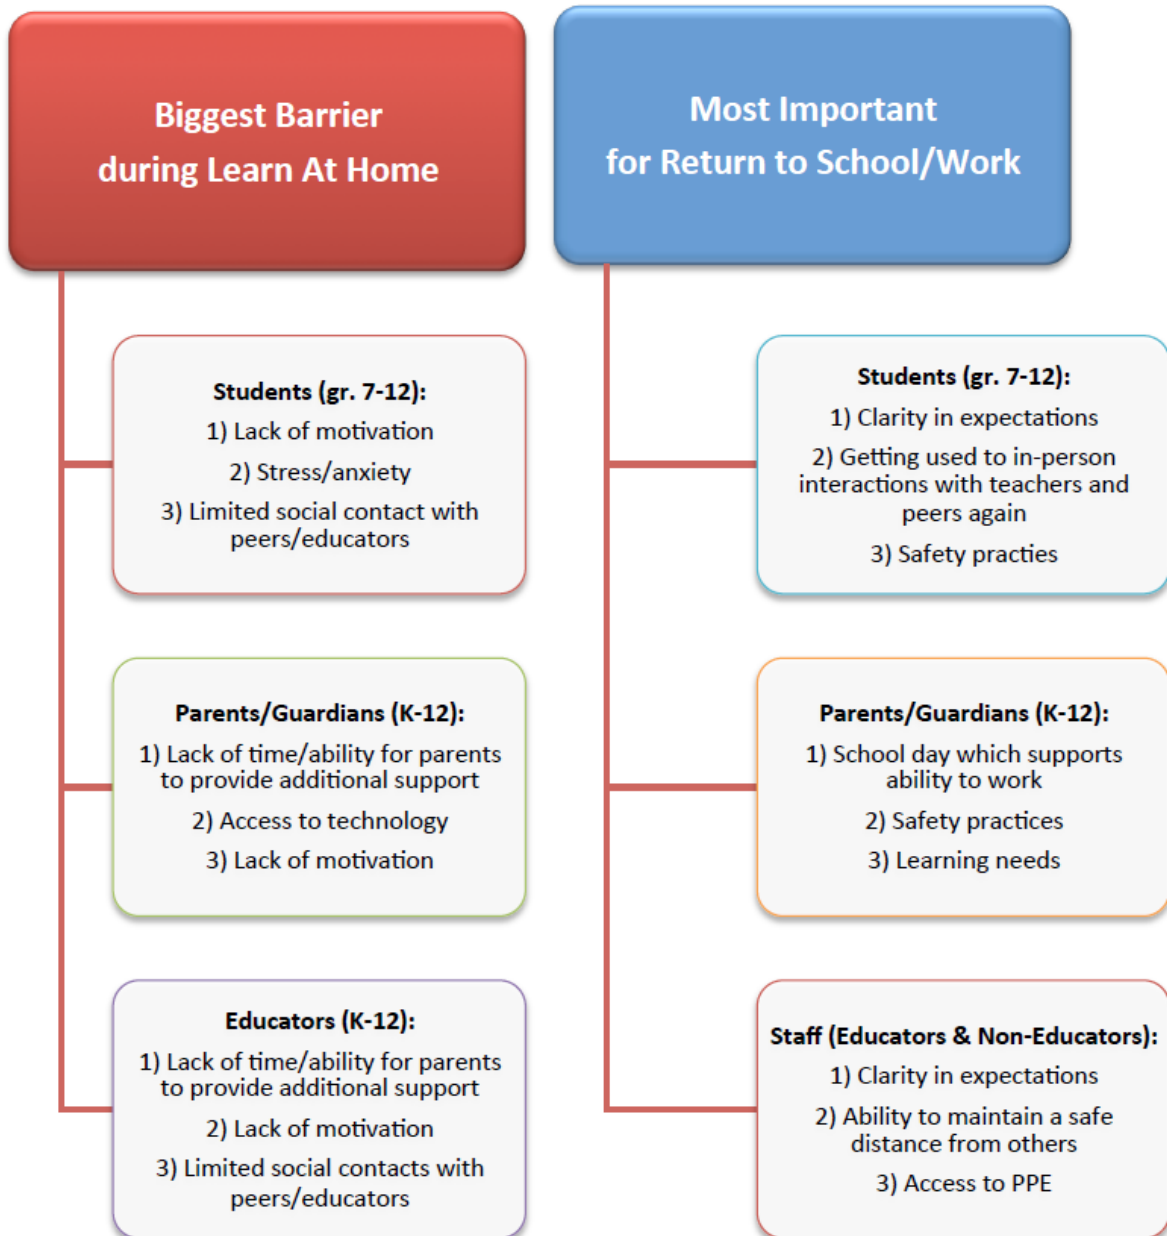 Biggest Barrier
during Learn At Home
Students (gr. 7-12):
1) Lack of motivation
2) Stress/anxiety
3) Limited social contact with
peers/educators
Parents/Guardians (K-12):
1) Lack of time/ability for parents
to provide additional support
2) Access to technology
3) Lack of motivation
Educators (K-12):
1) Lack of time/ability for parents
to provide additional support
2) Lack of motivation
3) Limited social contacts with
peers/educators
Most Important
for Return to School/Work
Students (gr. 7-12):
1) Clarity in expectations
2) Getting used to in-person
interactions with teachers and
peers again
3) Safety practies
Parents/Guardians (K-12):
1) School day which supports
ability to work
2) Safety practices
3) Learning needs
Staff (Educators & Non-Educators):
1) Clarity in expectations
2) Ability to maintain a safe
distance from others
3) Access to PPE